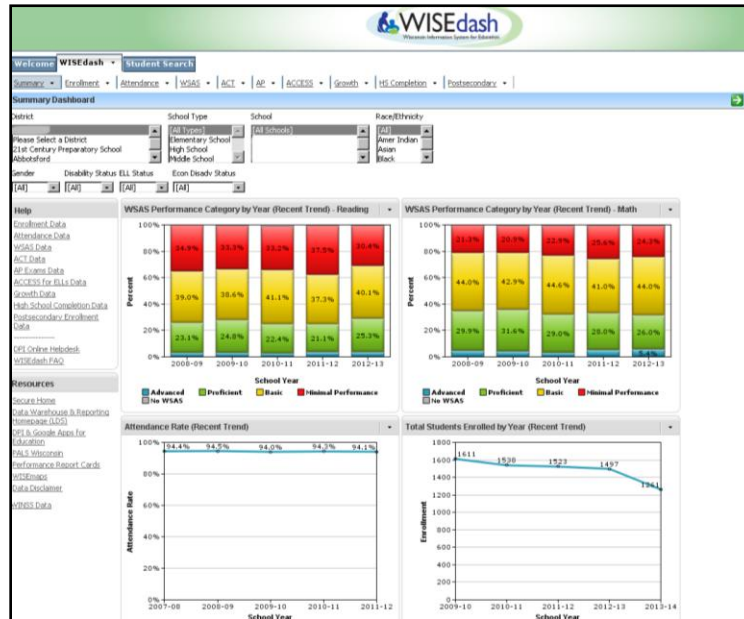 WISEdash
Wisconsin Information System for Education
Welcome WISEdash Student Search
Summary Enrollment Attendance WSAS ACT AP ACCESS Growth HS Completion Postsecondary
Summary Dashboard
District School Type School Race/Ethnicity
[All Types] [All Schools] [All]
Please Select a District Elementary School Amer Indian
21st Century Preparatory School High School Asian
Abbotsford Middle School Black
Gender Disability Status ELL Status Econ Disadv Status
[All] [All] [All] [All]
Help
Enrollment Data
Attendance Data
WSAS Data
ACT Data
AP Exams Data
ACCESS for ELLs Data
Growth Data
High School Completion Data
Postsecondary Enrollment
Data
--------------
DPI Online Helpdesk
WISEdash FAQ
Resources
Secure Home
Data Warehouse & Reporting
Homepage (LDS)
DPI & Google Apps for
Education
PALS Wisconsin
Performance Report Cards
WISEmaps
Data Disclaimer
WINSS Data
WSAS Performance Category by Year (Recent Trend) - Reading
100%
80%
60%
40%
20%
0%
Percent
34.9% 33.3% 33.2% 37.5% 30.4%
39.0% 38.6% 41.1% 37.3% 40.1%
23.1% 24.8% 22.4% 21.1% 25.3%
2008-09 2009-10 2010-11 2011-12 2012-13
School Year
Advanced Proficient Basic Minimal Performance
No WSAS
WSAS Performance Category by Year (Recent Trend) - Math
100%
80%
60%
40%
20%
0%
Percent
21.3% 20.9% 22.9% 25.6% 24.3%
44.0% 42.9% 44.6% 41.0% 44.0%
29.9% 31.6% 29.0% 28.0% 26.0%
5.4%
2008-09 2009-10 2010-11 2011-12 2012-13
School Year
Advanced Proficient Basic Minimal Performance
No WSAS
Attendance Rate (Recent Trend)
100%
80%
60%
40%
20%
0%
Attendance Rate
94.4% 94.5% 94.0% 94.3% 94.1%
2007-08 2008-09 2009-10 2010-11 2011-12
School Year
Total Students Enrolled by Year (Recent Trend)
1800
1600
1400
1200
1000
800
600
400
200
0
Enrollment
1611 1538 1523 1497 1261
2009-10 2010-11 2011-12 2012-13 2013-14
School Year